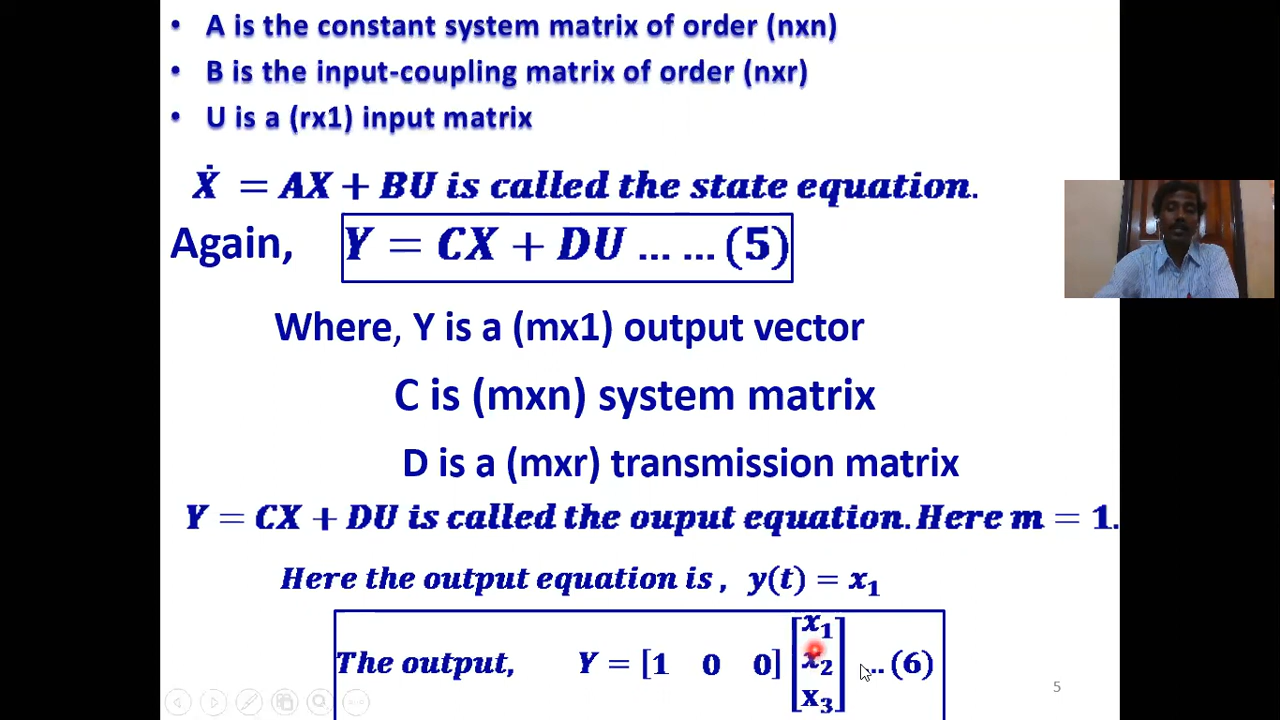 • A is the constant system matrix of order (nxn)
• B is the input-coupling matrix of order (nxr)
• U is a (rx1) input matrix
Ẋ = AX + BU is called the state equation.
Again, Y = CX + DU ... ... (5)
Where, Y is a (mx1) output vector
C is (mxn) system matrix
D is a (mxr) transmission matrix
Y = CX + DU is called the ouput equation. Here m = 1.
Here the output equation is, y(t) = x₁
The output, Y = [1 0 0] [x₁ x₂ x₃] ... (6)
5